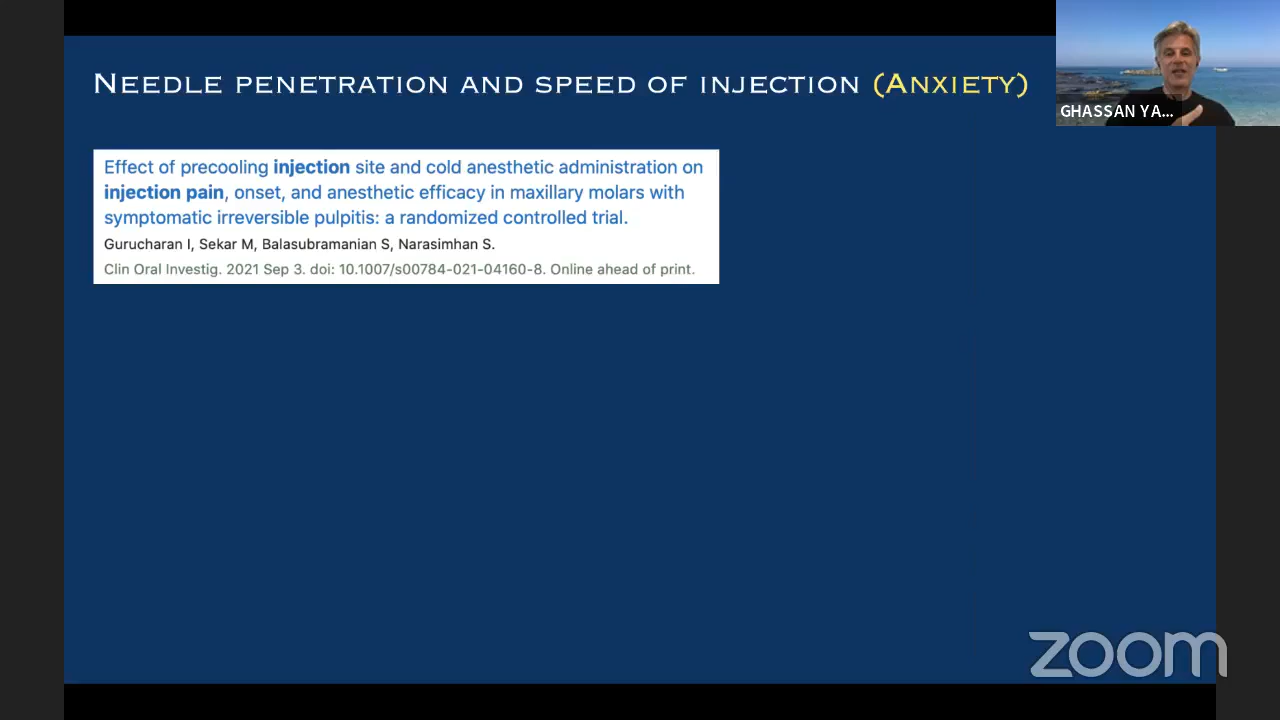 NEEDLE PENETRATION AND SPEED OF INJECTION (ANXIETY)
GHASSAN YA...
Effect of precooling injection site and cold anesthetic administration on
injection pain, onset, and anesthetic efficacy in maxillary molars with
symptomatic irreversible pulpitis: a randomized controlled trial.
Gurucharan I, Sekar M, Balasubramanian S, Narasimhan S.
Clin Oral Investig. 2021 Sep 3. doi: 10.1007/s00784-021-04160-8. Online ahead of print.
zoom